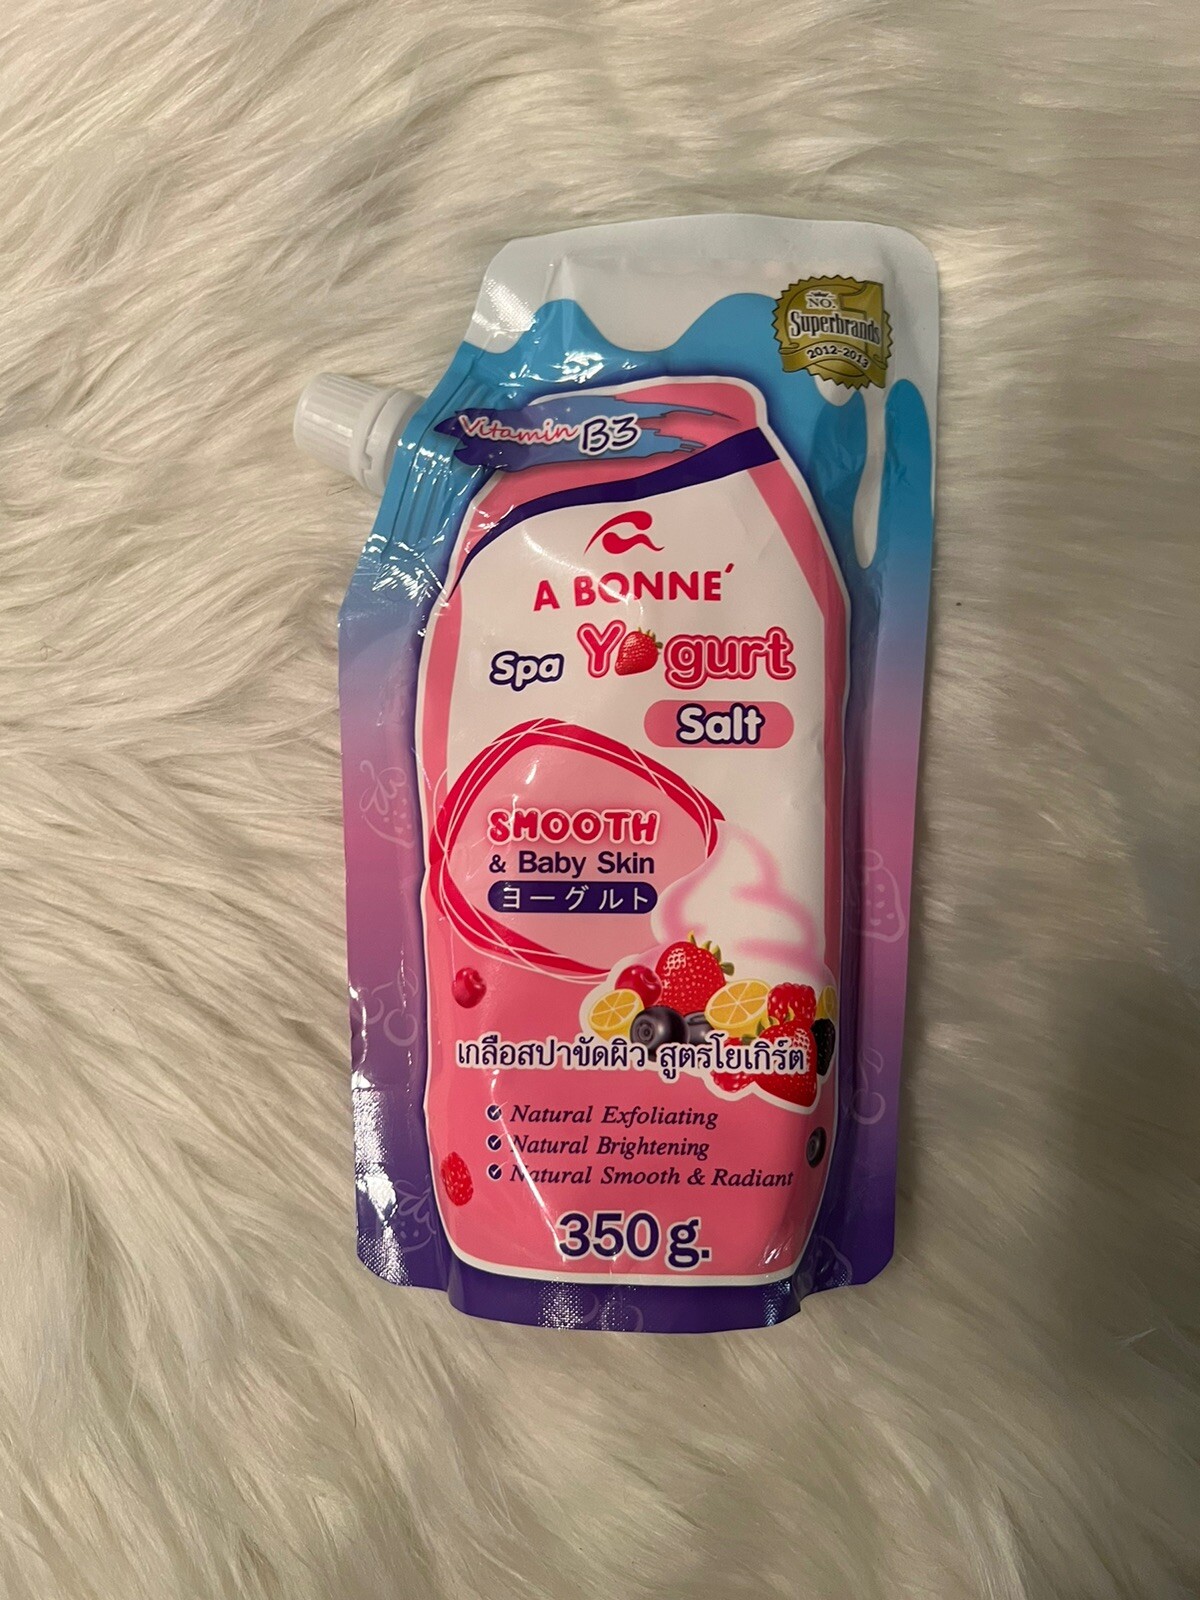 NO. 1
Superbrands
2012-2013
Vitamin B3
A BONNE´
Spa Yogurt
Salt
SMOOTH
& Baby Skin
ヨーグルト
เกลือสปาขัดผิว สูตรโยเกิร์ต
Natural Exfoliating
Natural Brightening
Natural Smooth & Radiant
350 g.